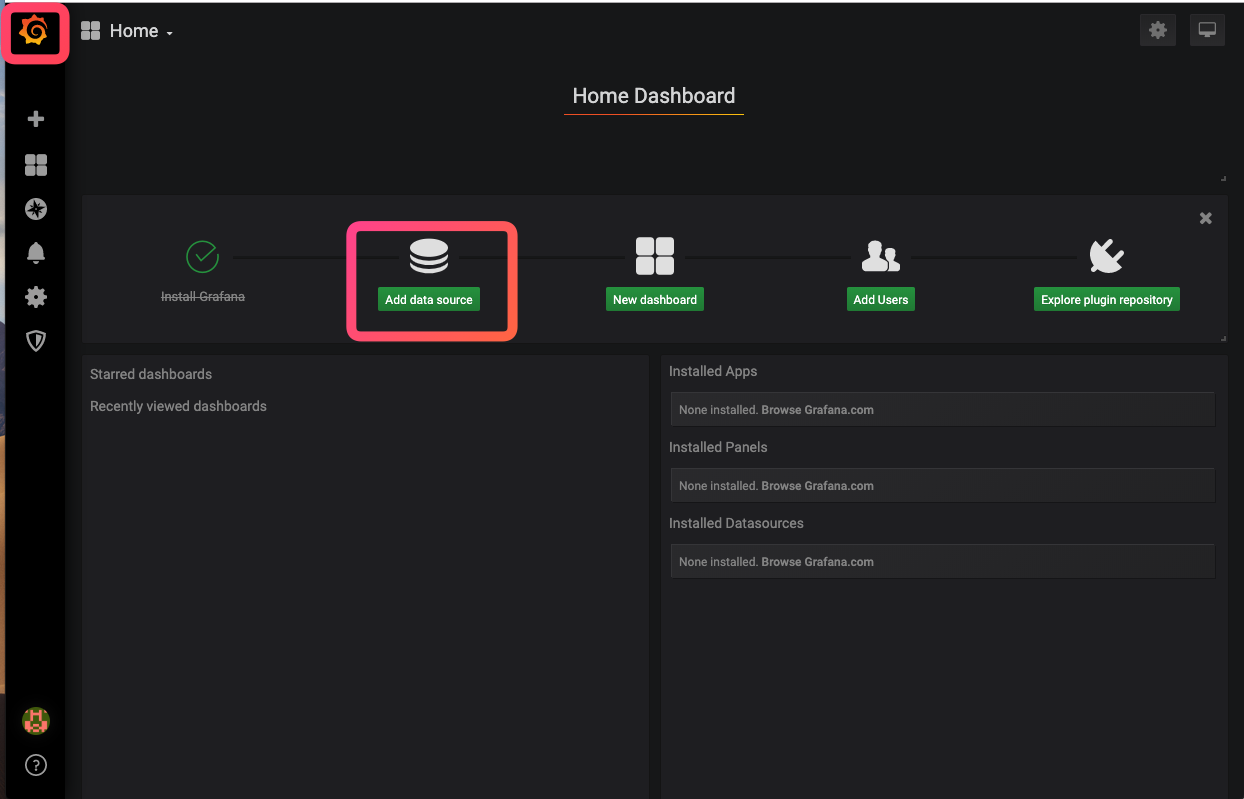 Home
Home Dashboard
Install Grafana
Add data source
New dashboard
Add Users
Explore plugin repository
Starred dashboards
Recently viewed dashboards
Installed Apps
None installed. Browse Grafana.com
Installed Panels
None installed. Browse Grafana.com
Installed Datasources
None installed. Browse Grafana.com
?